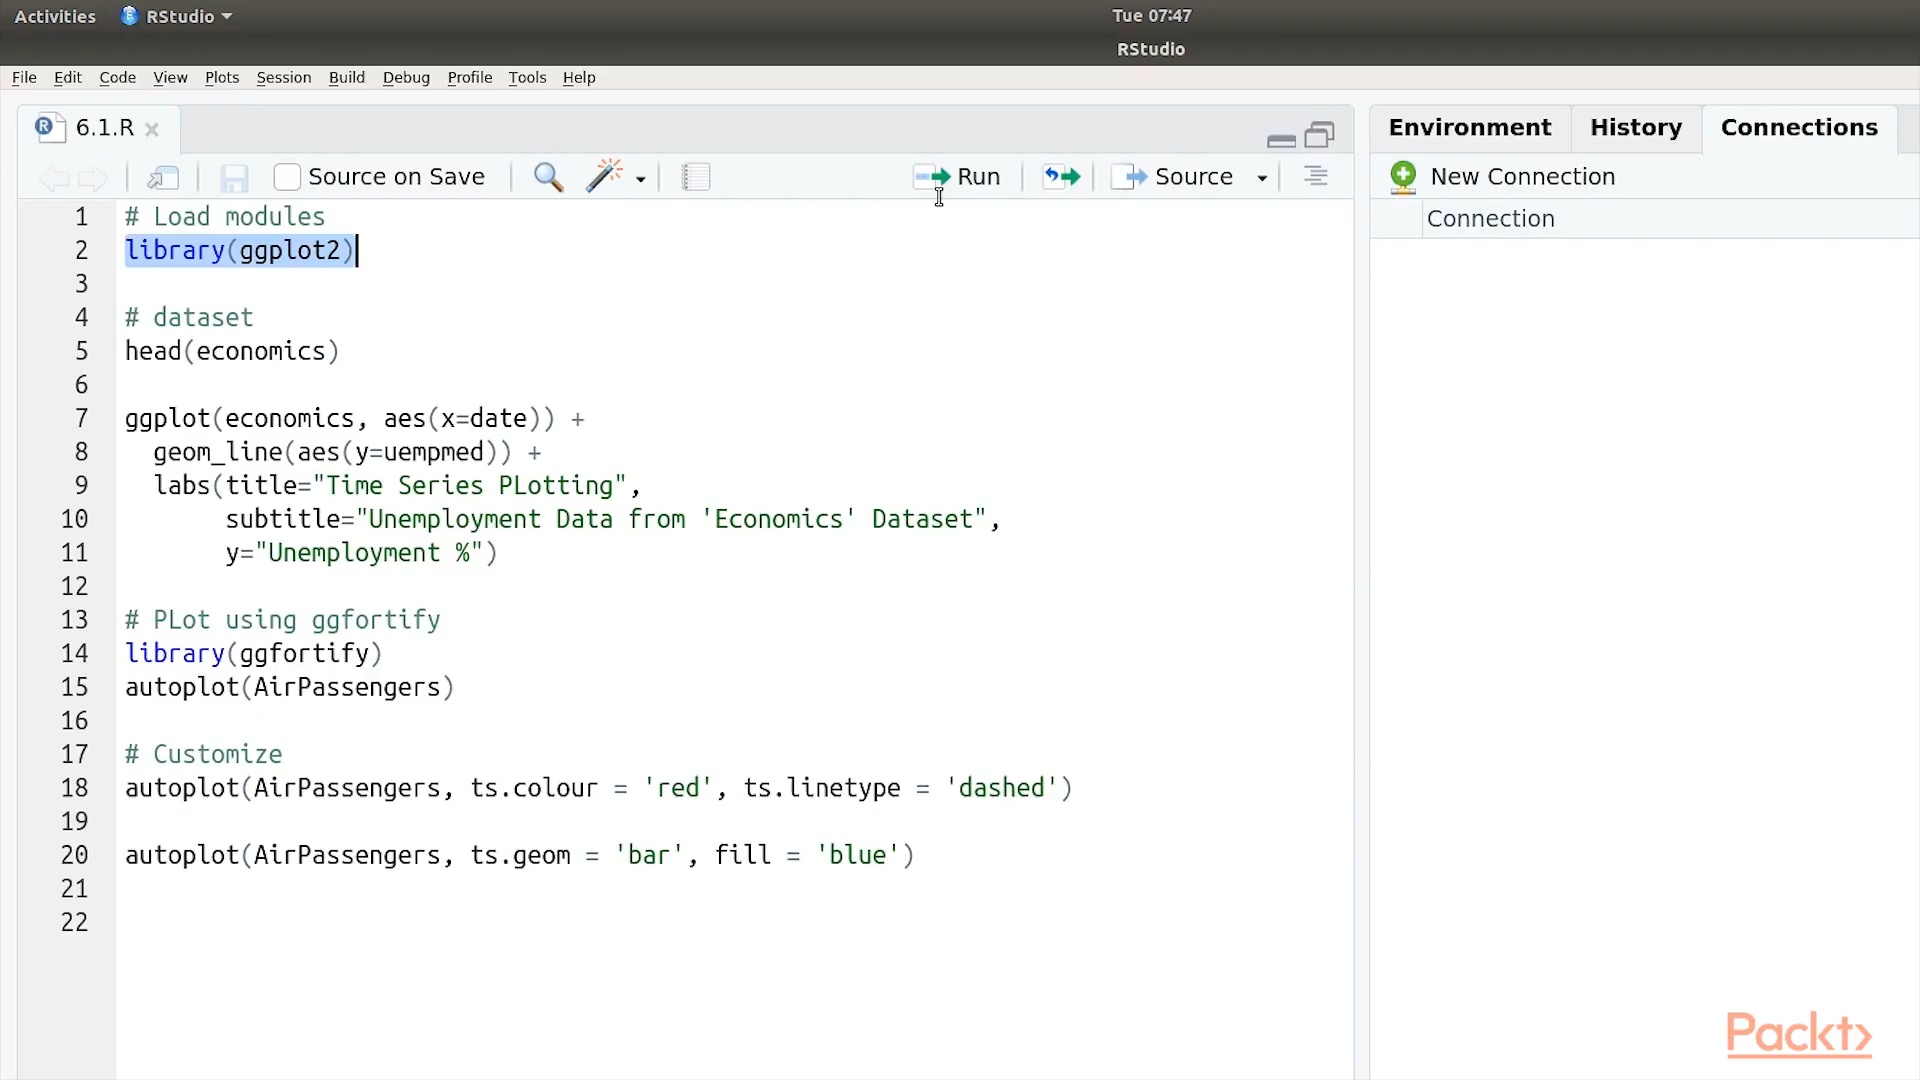 Activities RStudio Tue 07:47
RStudio
File Edit Code View Plots Session Build Debug Profile Tools Help
6.1.R
Source on Save Run Source
1 # Load modules
2 library(ggplot2)
3
4 # dataset
5 head(economics)
6
7 ggplot(economics, aes(x=date)) +
8 geom_line(aes(y=uempmed)) +
9 labs(title="Time Series PLotting",
10 subtitle="Unemployment Data from 'Economics' Dataset",
11 y="Unemployment %")
12
13 # PLot using ggfortify
14 library(ggfortify)
15 autoplot(AirPassengers)
16
17 # Customize
18 autoplot(AirPassengers, ts.colour = 'red', ts.linetype = 'dashed')
19
20 autoplot(AirPassengers, ts.geom = 'bar', fill = 'blue')
21
22
Environment History Connections
New Connection
Connection
Packt>